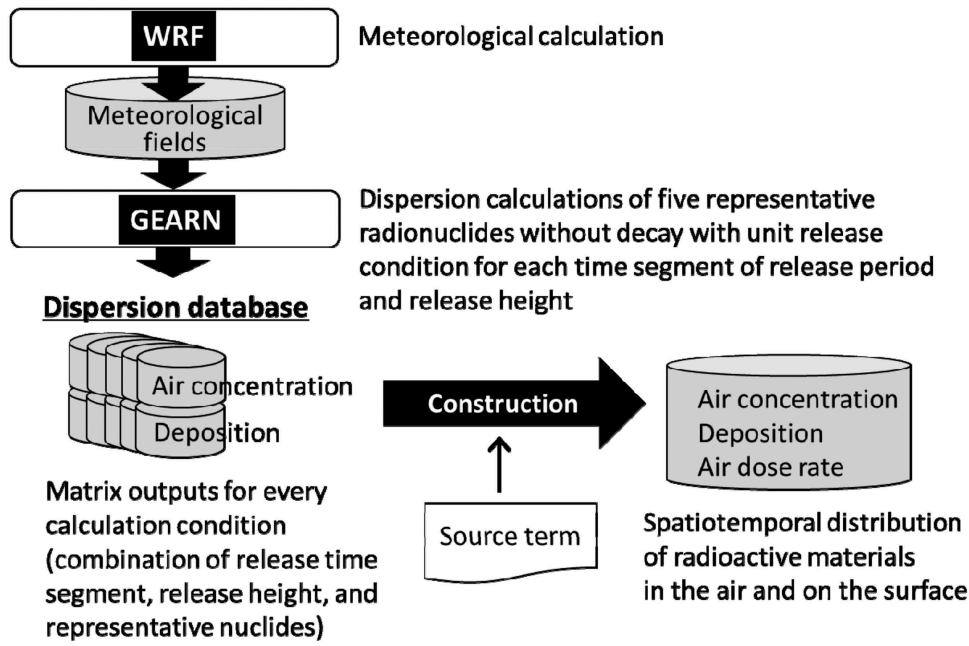 WRF
Meteorological calculation
Meteorological
fields
GEARN
Dispersion calculations of five representative
radionuclides without decay with unit release
condition for each time segment of release period
and release height
Dispersion database
Air concentration
Deposition
Construction
Source term
Air concentration
Deposition
Air dose rate
Matrix outputs for every
calculation condition
(combination of release time
segment, release height, and
representative nuclides)
Spatiotemporal distribution
of radioactive materials
in the air and on the surface